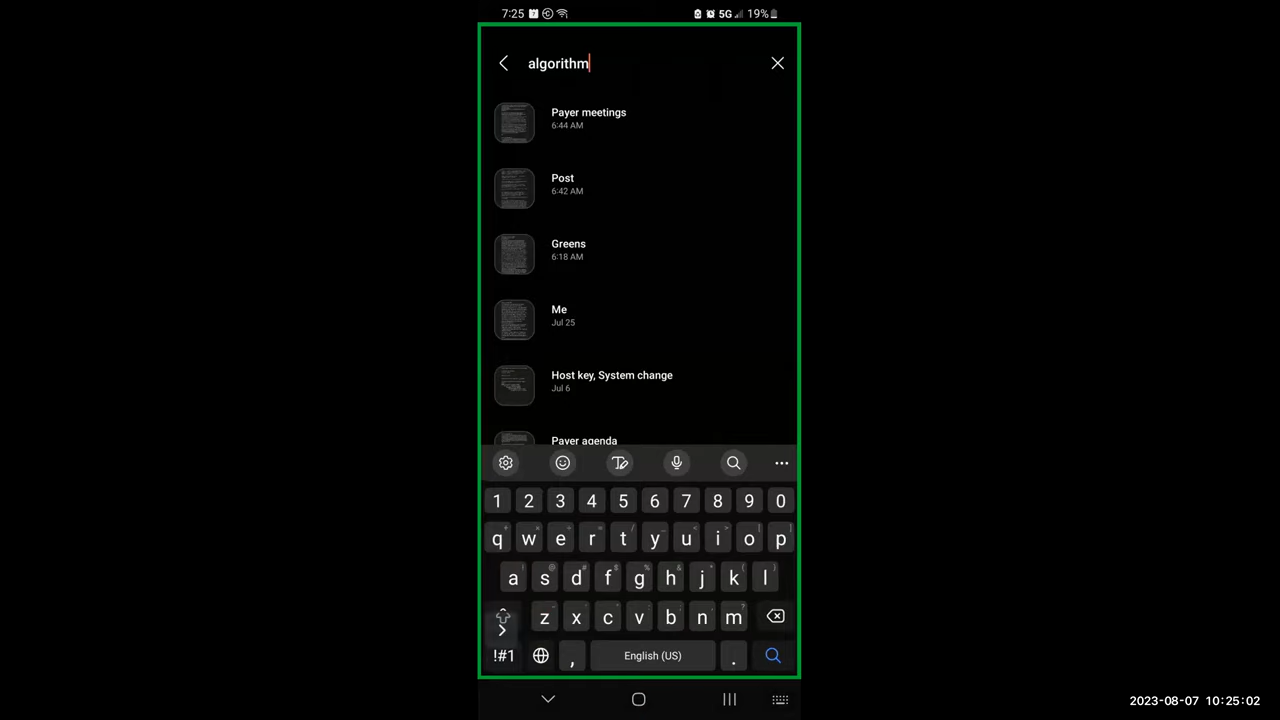 7:25 5G 19%
algorithm
Payer meetings
6:44 AM
Post
6:42 AM
Greens
6:18 AM
Me
Jul 25
Host key, System change
Jul 6
Payer agenda
1 2 3 4 5 6 7 8 9 0
q w e r t y u i o p
a s d f g h j k l
z x c v b n m
!#1 , English (US) .
2023-08-07 10:25:02